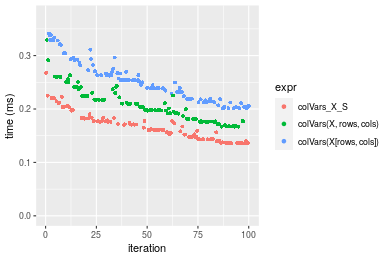 expr
colVars_X_S
colVars(X, rows, cols)
colVars(X[rows, cols])
time (ms)
0.3
0.2
0.1
0.0
0 25 50 75 100
iteration